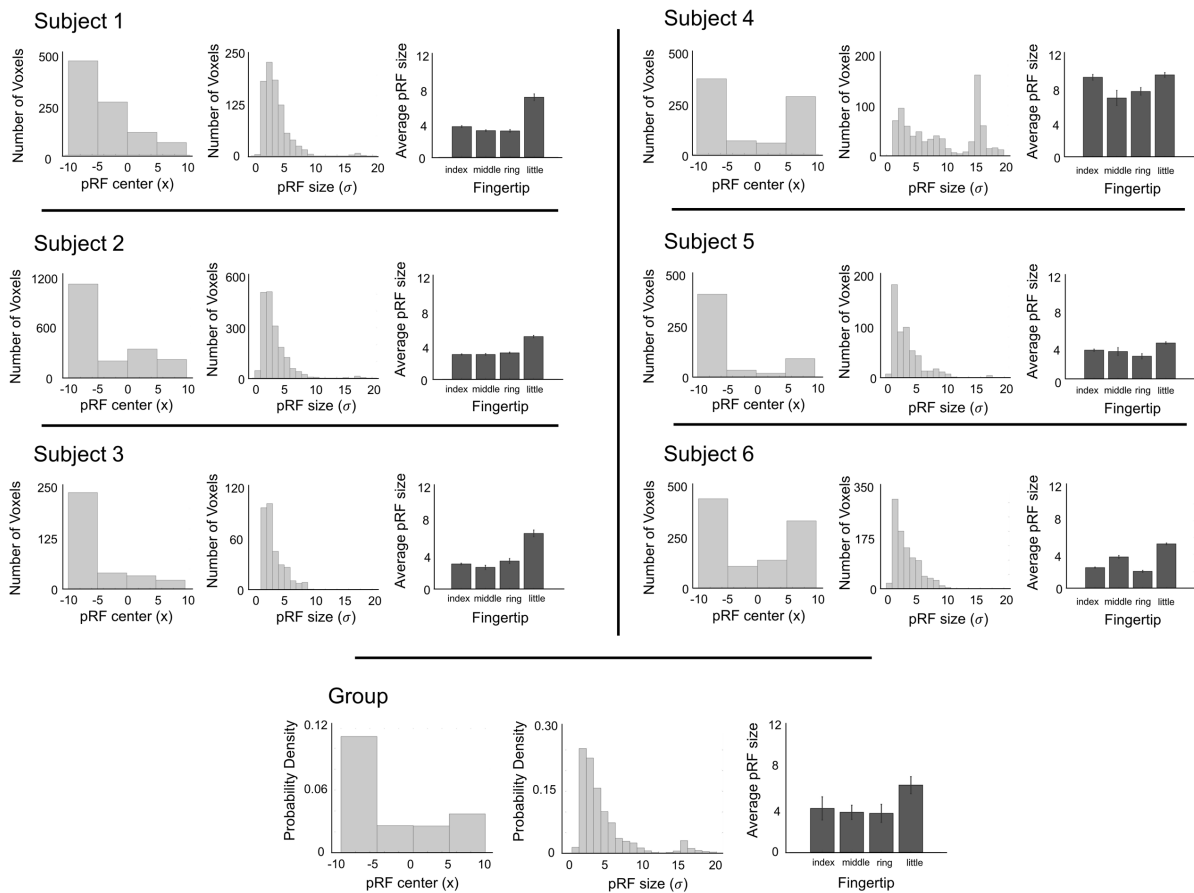 Subject 1
Number of Voxels
500
250
0
-10 -5 0 5 10
pRF center (x)
Number of Voxels
250
125
0
0 5 10 15 20
pRF size (σ)
Average pRF size
12
8
4
0
index middle ring little
Fingertip
Subject 4
Number of Voxels
500
250
0
-10 -5 0 5 10
pRF center (x)
Number of Voxels
200
100
0
0 5 10 15 20
pRF size (σ)
Average pRF size
12
8
4
0
index middle ring little
Fingertip
Subject 2
Number of Voxels
1200
600
0
-10 -5 0 5 10
pRF center (x)
Number of Voxels
600
300
0
0 5 10 15 20
pRF size (σ)
Average pRF size
12
8
4
0
index middle ring little
Fingertip
Subject 5
Number of Voxels
500
250
0
-10 -5 0 5 10
pRF center (x)
Number of Voxels
200
100
0
0 5 10 15 20
pRF size (σ)
Average pRF size
12
8
4
0
index middle ring little
Fingertip
Subject 3
Number of Voxels
250
125
0
-10 -5 0 5 10
pRF center (x)
Number of Voxels
120
60
0
0 5 10 15 20
pRF size (σ)
Average pRF size
12
8
4
0
index middle ring little
Fingertip
Subject 6
Number of Voxels
500
250
0
-10 -5 0 5 10
pRF center (x)
Number of Voxels
350
175
0
0 5 10 15 20
pRF size (σ)
Average pRF size
12
8
4
0
index middle ring little
Fingertip
Group
Probability Density
0.12
0.06
0
-10 -5 0 5 10
pRF center (x)
Probability Density
0.30
0.15
0
0 5 10 15 20
pRF size (σ)
Average pRF size
12
8
4
0
index middle ring little
Fingertip